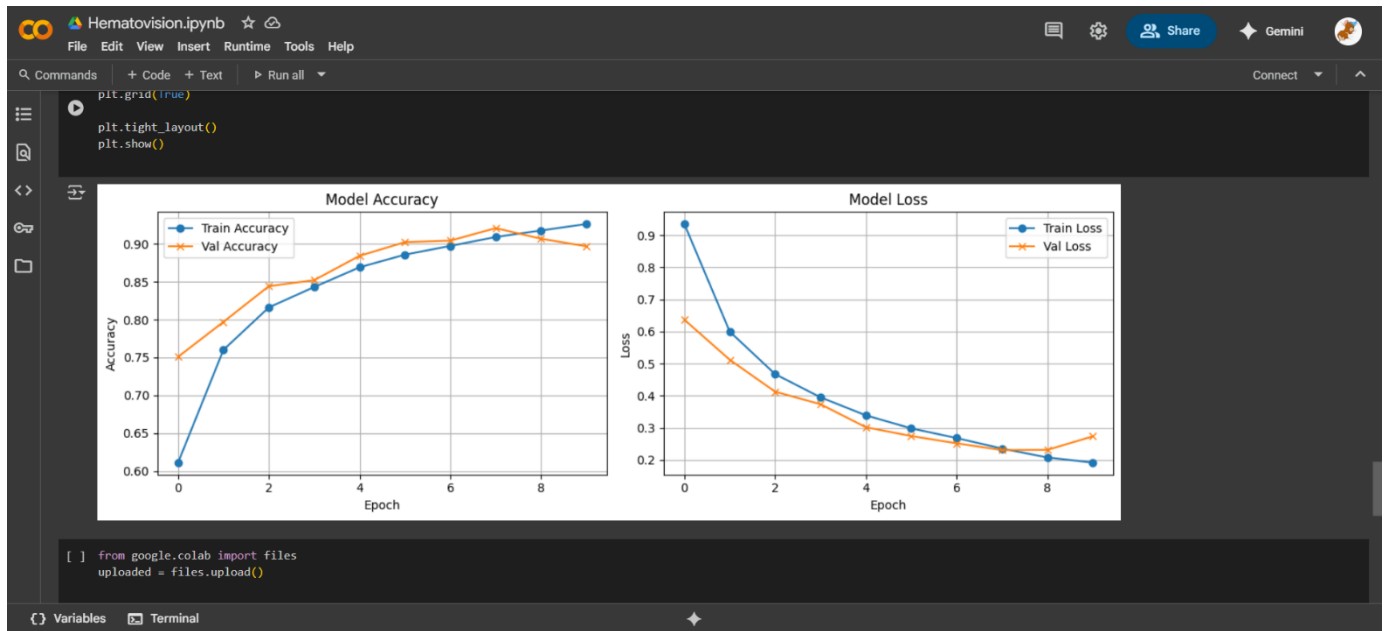 CO
Hematovision.ipynb
File Edit View Insert Runtime Tools Help
Share
Gemini
Commands + Code + Text Run all
Connect
plt.grid(True)
plt.tight_layout()
plt.show()
Model Accuracy
Train Accuracy
Val Accuracy
0.90
0.85
0.80
0.75
0.70
0.65
0.60
Accuracy
0 2 4 6 8
Epoch
Model Loss
Train Loss
Val Loss
0.9
0.8
0.7
0.6
0.5
0.4
0.3
0.2
Loss
0 2 4 6 8
Epoch
[ ] from google.colab import files
uploaded = files.upload()
{} Variables Terminal